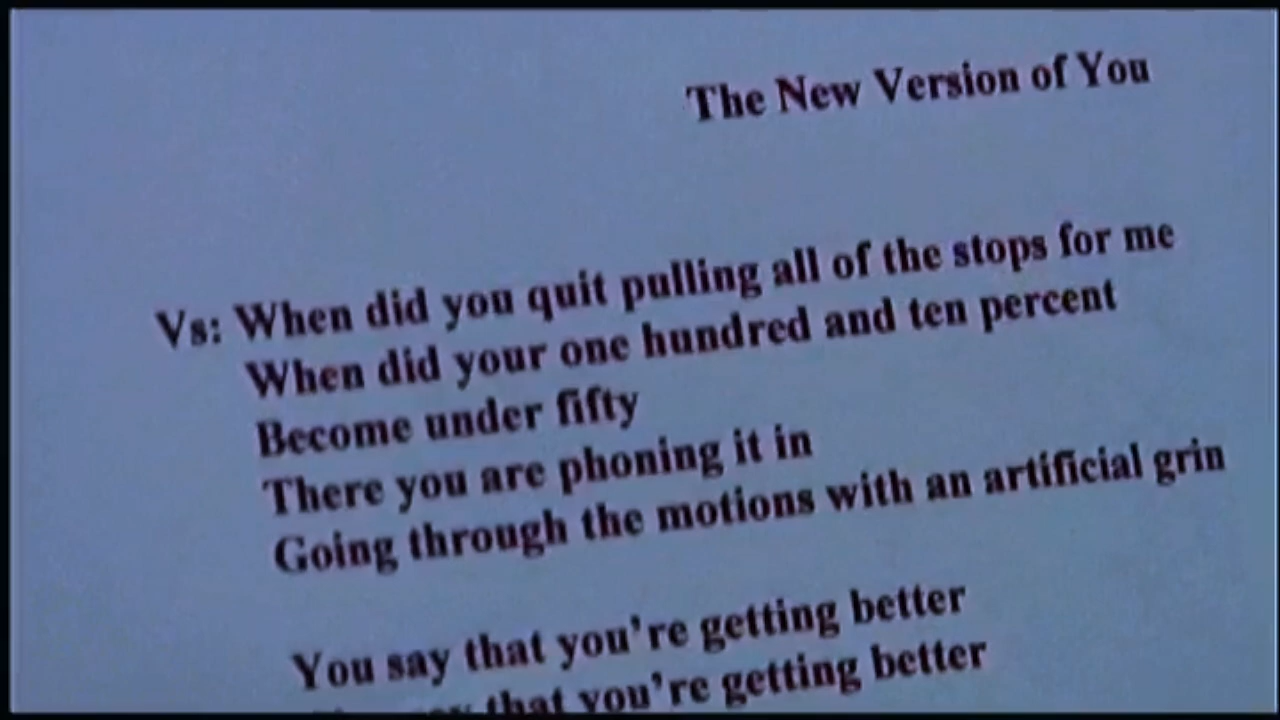 The New Version of You
Vs: When did you quit pulling all of the stops for me
When did your one hundred and ten percent
Become under fifty
There you are phoning it in
Going through the motions with an artificial grin
You say that you're getting better
that you're getting better